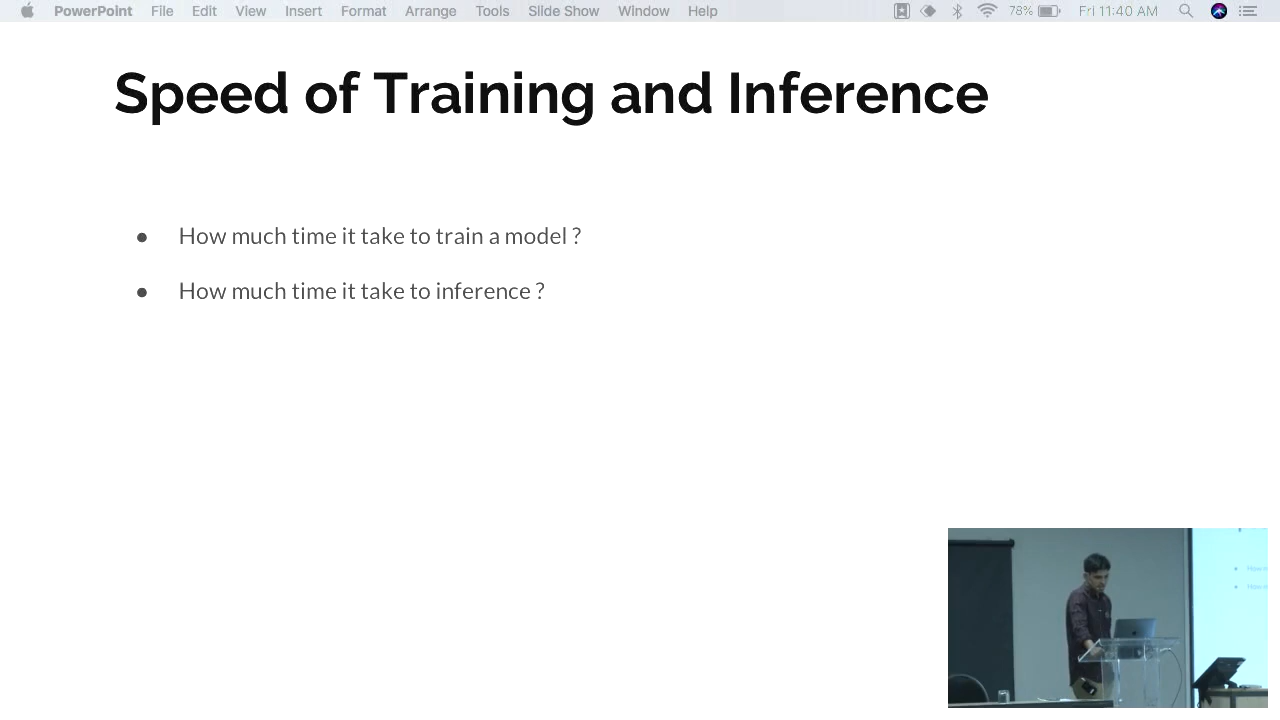 PowerPoint File Edit View Insert Format Arrange Tools Slide Show Window Help 78% Fri 11:40 AM
Speed of Training and Inference
● How much time it take to train a model ?
● How much time it take to inference ?